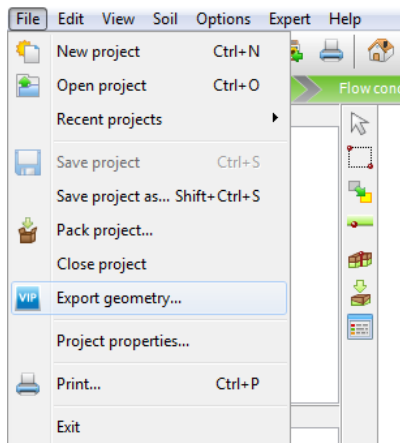 File Edit View Soil Options Expert Help
New project Ctrl+N
Open project Ctrl+O
Flow conc
Recent projects
Save project Ctrl+S
Save project as... Shift+Ctrl+S
Pack project...
Close project
VIP Export geometry...
Project properties...
Print... Ctrl+P
Exit